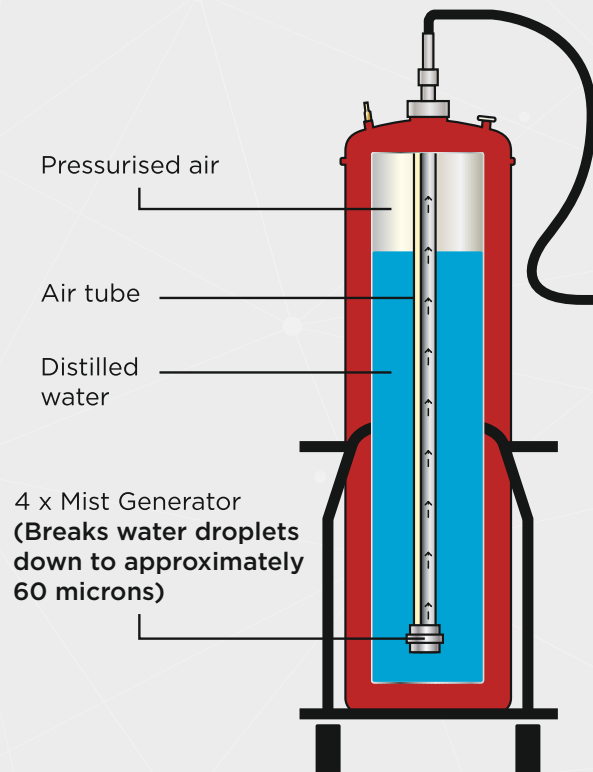 Pressurised air
Air tube
Distilled
water
4 x Mist Generator
(Breaks water droplets
down to approximately
60 microns)